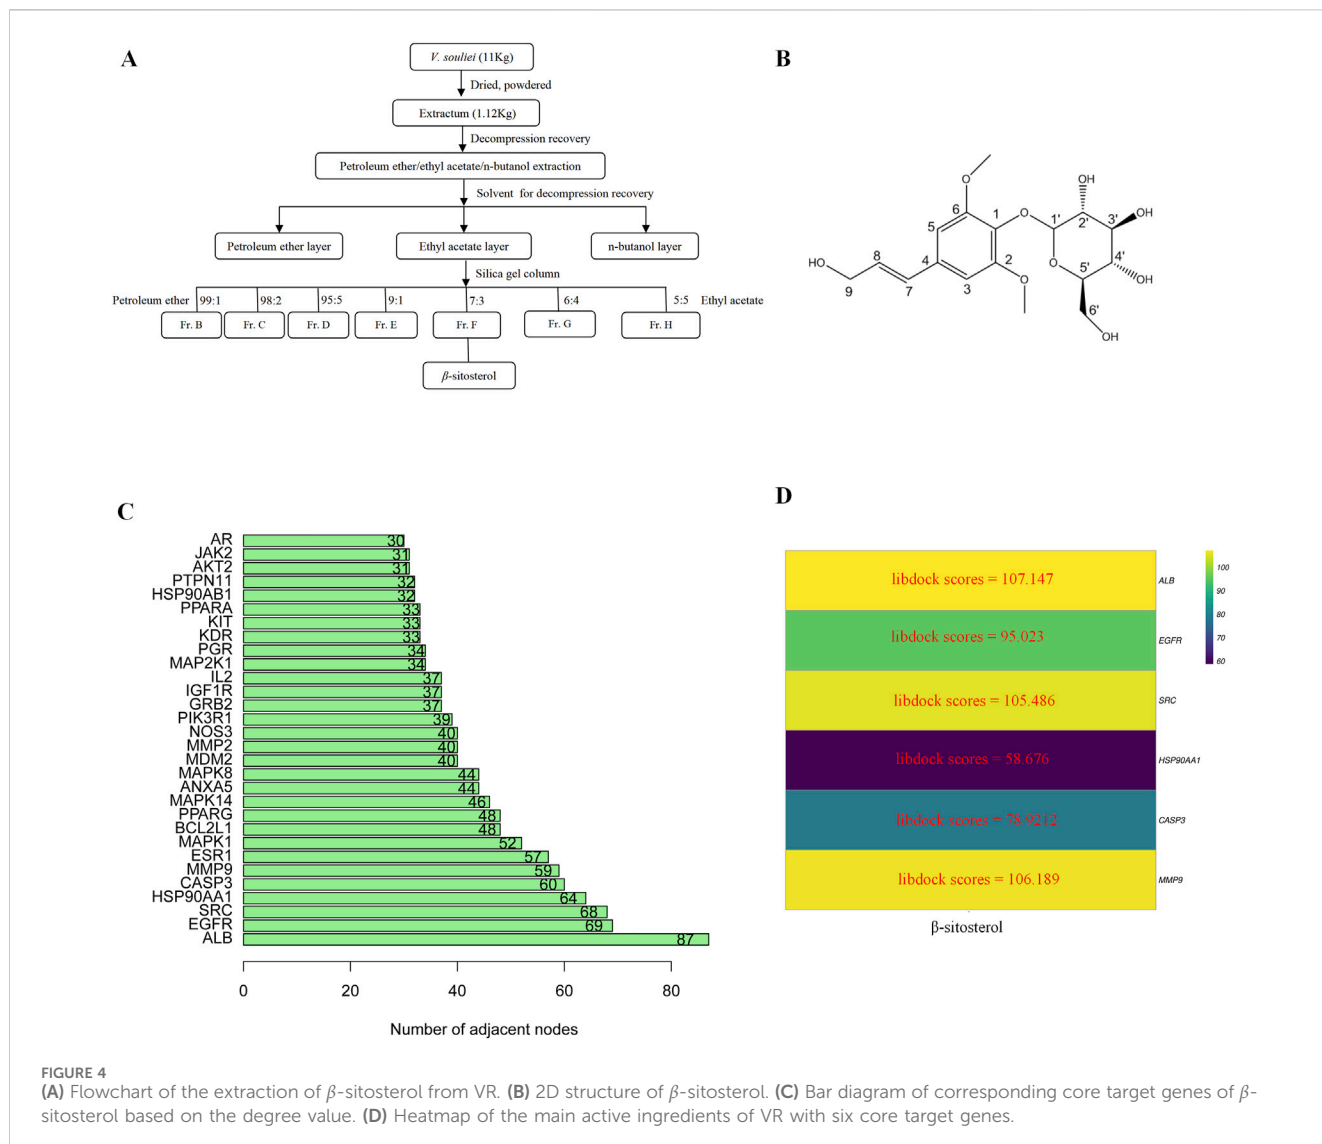 A
V. souliei (11Kg)
Dried, powdered
Extractum (1.12Kg)
Decompression recovery
Petroleum ether/ethyl acetate/n-butanol extraction
Solvent for decompression recovery
Petroleum ether layer
Ethyl acetate layer
n-butanol layer
Silica gel column
Petroleum ether 99:1 98:2 95:5 9:1 7:3 6:4 5:5 Ethyl acetate
Fr. B Fr. C Fr. D Fr. E Fr. F Fr. G Fr. H
β-sitosterol
B
O
OH
6 1 O 1' 2' 3' OH
5
HO 8 4 2 O 5' 4' OH
9 7 3 O
6'
OH
C
AR 30
JAK2 31
AKT2 31
PTPN11 32
HSP90AB1 32
PPARA 33
KIT 33
KDR 33
PGR 34
MAP2K1 34
IL2 37
IGF1R 37
GRB2 37
PIK3R1 39
NOS3 40
MMP2 40
MDM2 40
MAPK8 44
ANXA5 44
MAPK14 46
PPARG 48
BCL2L1 48
MAPK1 52
ESR1 57
MMP9 59
CASP3 60
HSP90AA1 64
SRC 68
EGFR 69
ALB 87
0 20 40 60 80
Number of adjacent nodes
D
libdock scores = 107.147 ALB
libdock scores = 95.023 EGFR
libdock scores = 105.486 SRC
libdock scores = 58.676 HSP90AA1
libdock scores = 78.9212 CASP3
libdock scores = 106.189 MMP9
β-sitosterol
100
90
80
70
60
FIGURE 4
(A) Flowchart of the extraction of β-sitosterol from VR. (B) 2D structure of β-sitosterol. (C) Bar diagram of corresponding core target genes of β-
sitosterol based on the degree value. (D) Heatmap of the main active ingredients of VR with six core target genes.